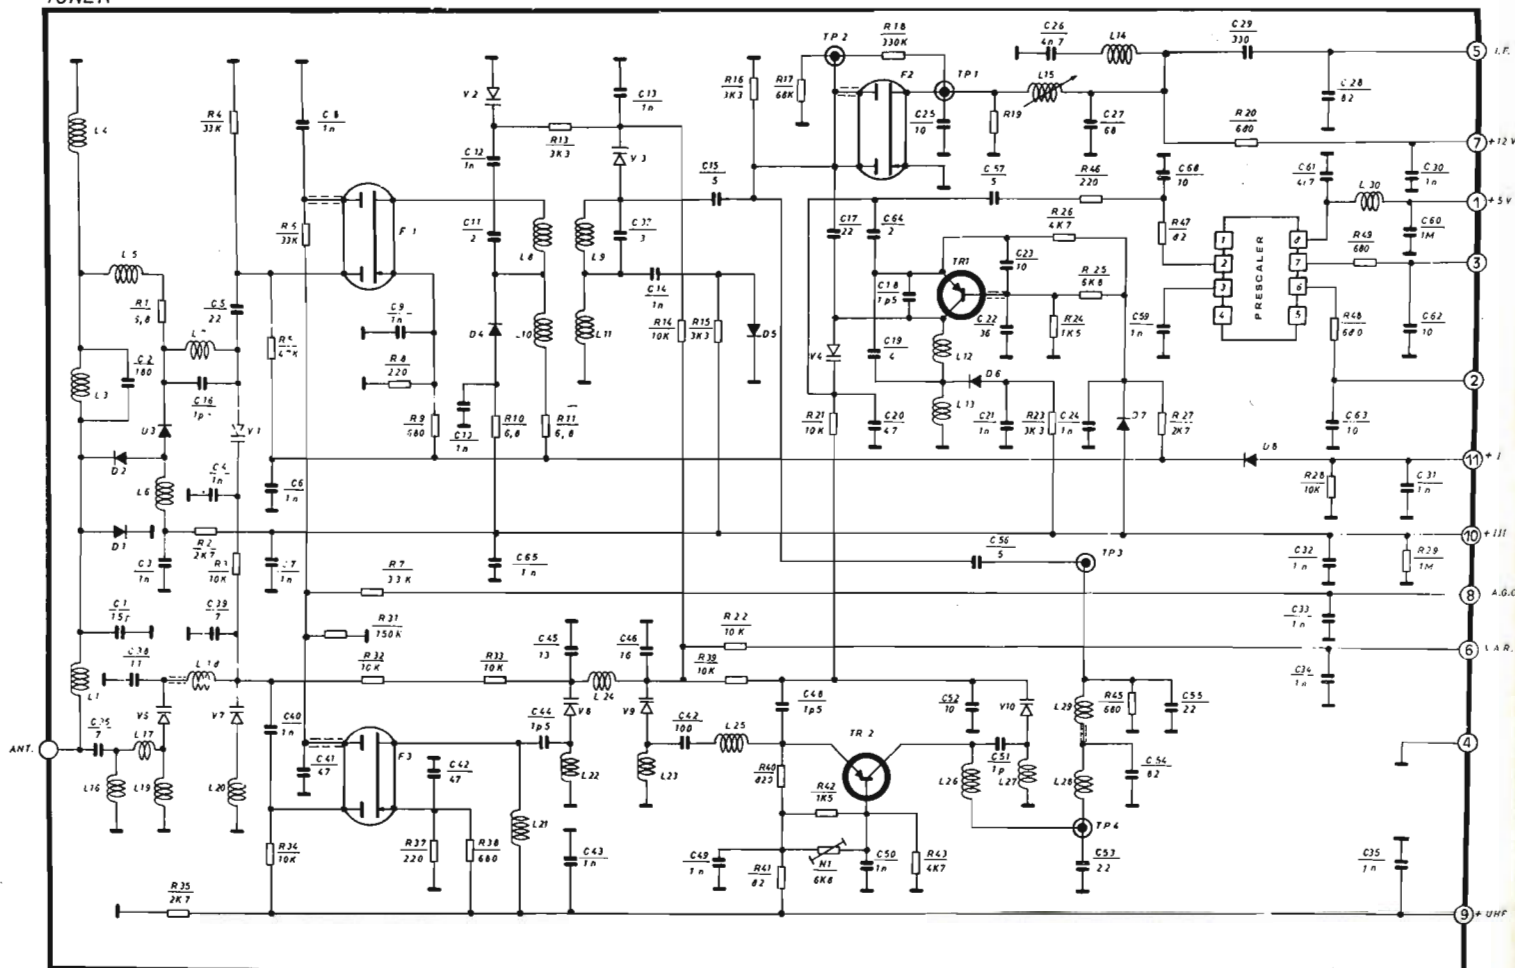 TUNER
TP2
R18
330K
C26
4n7
L14
C29
330
5
I.F.
L4
R4
33K
C8
1n
V2
C13
1n
R16
3K3
R17
68K
F2
TP1
L15
C28
82
C25
10
R19
C27
68
R20
680
7
+12V
R13
3K3
C12
1n
V3
C15
5
C57
5
R46
220
C68
10
C61
4n7
L30
C30
1n
1
+5V
R5
33K
F1
C11
2
L8
L9
C37
3
C17
22
C64
2
R26
4K7
R47
82
C60
1M
R49
680
3
PRESCALER
1
2
3
4
8
7
6
5
L5
R1
6,8
C5
22
C9
1n
C14
1n
TR1
C23
10
R25
6K8
C18
1p5
C22
36
R24
1K5
C59
1n
R48
680
C62
10
C2
180
L3
C16
D4
L10
L11
R14
10K
R15
3K3
D5
V4
C19
4
L12
R8
220
D6
2
V1
R9
680
C10
1n
R10
6,8
R11
6,8
R21
10K
C20
47
L13
C21
1n
R23
3K3
C24
1n
D7
R27
2K7
C63
10
D2
D3
L6
C4
1n
C6
1n
D8
R28
10K
C31
1n
11
+I
D1
R2
2K7
C3
1n
R3
10K
C7
1n
C65
1n
C56
5
TP3
C32
1n
R29
1M
10
+III
R7
33K
8
A.G.C
C1
C39
7
R31
150K
R22
10K
C33
1n
6
VAR.
C38
11
L1
L18
R32
10K
R33
10K
C45
13
C46
16
L24
R39
10K
C34
1n
V5
V7
C40
1n
V8
V9
C48
1p5
C52
10
V10
L29
R45
680
C55
22
ANT.
L17
C44
1p5
C42
100
L25
TR2
4
L16
L19
L20
C41
47
F3
C42
47
L22
L23
R40
820
L26
C51
1p
L27
L28
C54
82
R42
1K5
TP4
R34
10K
R37
220
R38
680
L21
C43
1n
C49
1n
R41
82
N1
6K8
C50
1n
R43
4K7
C53
22
C35
1n
R35
2K7
9
+UHF